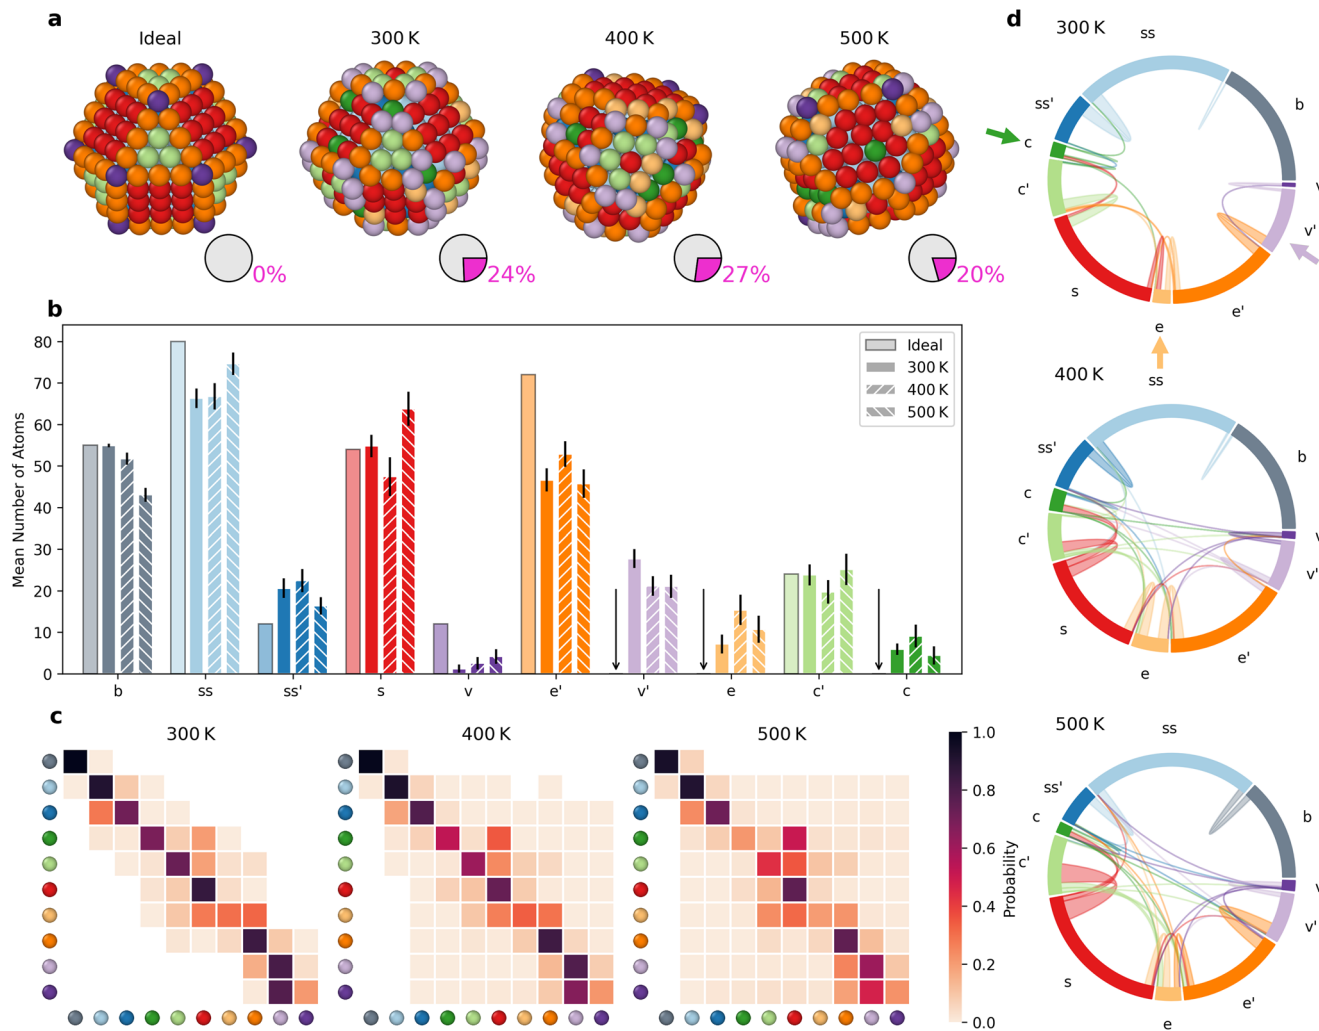 a
Ideal
300 K
400 K
500 K
0%
24%
27%
20%
b
Mean Number of Atoms
80
70
60
50
40
30
20
10
0
Ideal
300 K
400 K
500 K
b
ss
ss'
s
v
e'
v'
e
c'
c
c
300 K
400 K
500 K
Probability
1.0
0.8
0.6
0.4
0.2
0.0
d
300 K
ss
b
ss'
c
c'
s
e
e'
v'
400 K
ss
b
ss'
c
c'
s
e
e'
v'
500 K
ss
b
ss'
c
c'
s
e
e'
v'